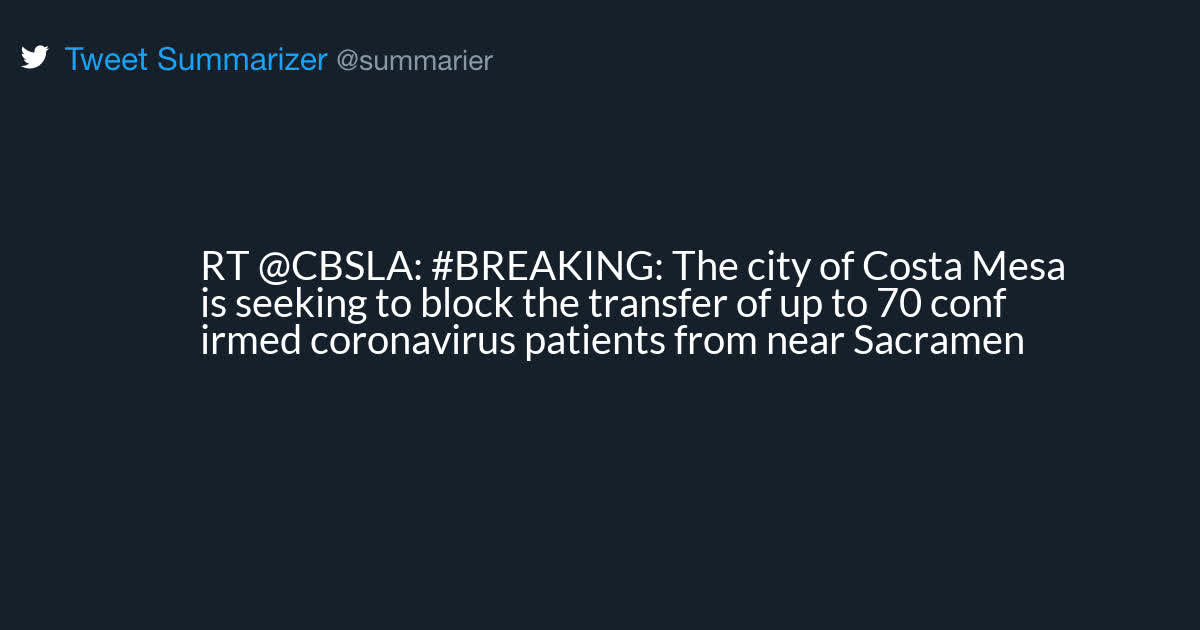 Tweet Summarizer @summarier
RT @CBSLA: #BREAKING: The city of Costa Mesa
is seeking to block the transfer of up to 70 conf
irmed coronavirus patients from near Sacramen